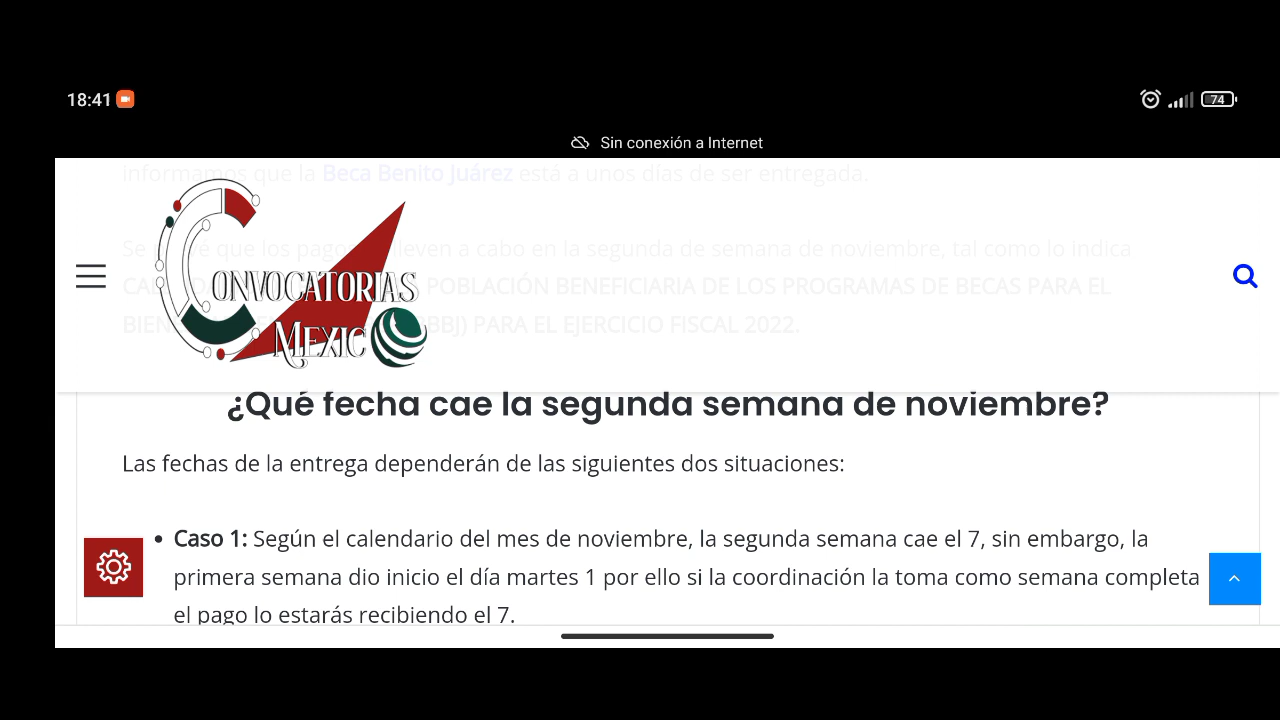 18:41
74
Sin conexión a Internet
Informamos que la Beca Benito Juárez está a unos días de ser entregada.
Se que los pagos lleven a cabo en la segunda de semana de noviembre, tal como lo indica
POBLACIÓN BENEFICIARIA DE LOS PROGRAMAS DE BECAS PARA EL
PARA EL EJERCICIO FISCAL 2022.
CONVOCATORIAS
MEXICO
¿Qué fecha cae la segunda semana de noviembre?
Las fechas de la entrega dependerán de las siguientes dos situaciones:
• Caso 1: Según el calendario del mes de noviembre, la segunda semana cae el 7, sin embargo, la
primera semana dio inicio el día martes 1 por ello si la coordinación la toma como semana completa
el pago lo estarás recibiendo el 7.